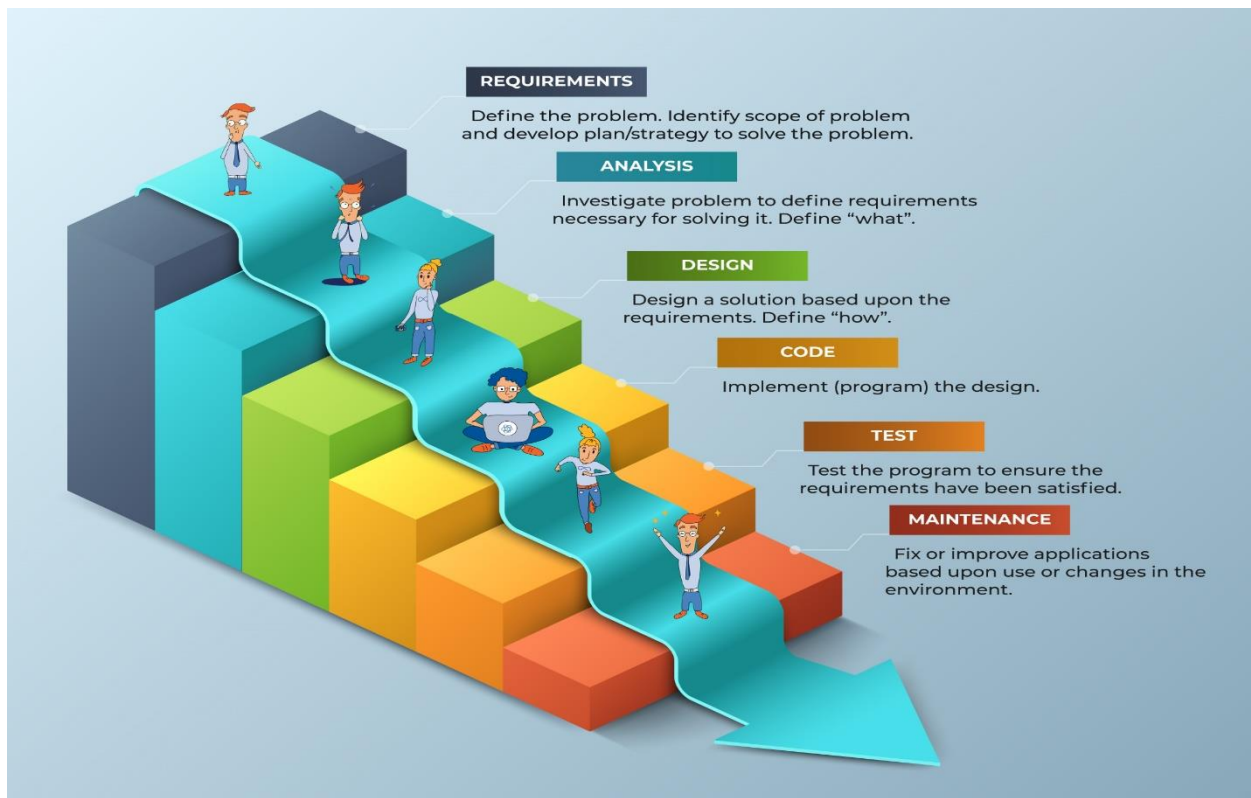 REQUIREMENTS
Define the problem. Identify scope of problem
and develop plan/strategy to solve the problem.
ANALYSIS
Investigate problem to define requirements
necessary for solving it. Define “what”.
DESIGN
Design a solution based upon the
requirements. Define “how”.
CODE
Implement (program) the design.
TEST
Test the program to ensure the
requirements have been satisfied.
MAINTENANCE
Fix or improve applications
based upon use or changes in the
environment.